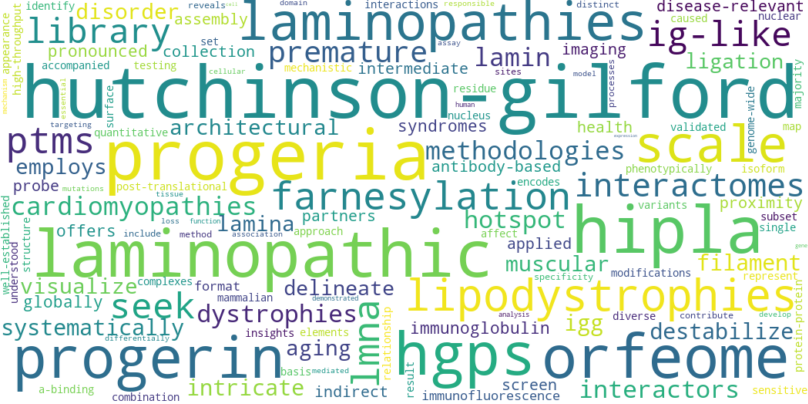 identify reveals cell domain interactions responsible distinct disease-relevant
appearance high-throughput disorder assembly laminopathies set caused nuclear
library ig-like
pronounced collection premature lamin imaging ligation majority
accompanied testing cellular mechanistic intermediate assay sites model processes
hutchinson-gilford
essential surface residue nucleus human genome-wide
targeting architectural syndromes health validated map
ptms quantitative progeria methodologies scale
employs antibody-based phenotypically isoform
probe post-translational encodes
mutations tissue farnesylation interactomes
well-established cardiomyopathies loss function lamina partners hotspot variants proximity
understood structure offers include method association approach affect hipla subset single
laminopathic applied
muscular modifications filament
visualize format complexes delineate specificity represent gene
globally mammalian demonstrated lipodystrophies
seek dystrophies lmna relationship analysis diverse contribute develop protein-protein
systematically differentially insights elements immunoglobulin igg destabilize
progerin aging hgps orfeome
basis mediated
a-binding intricate result screen interactors sensitive
combination indirect immunofluorescence